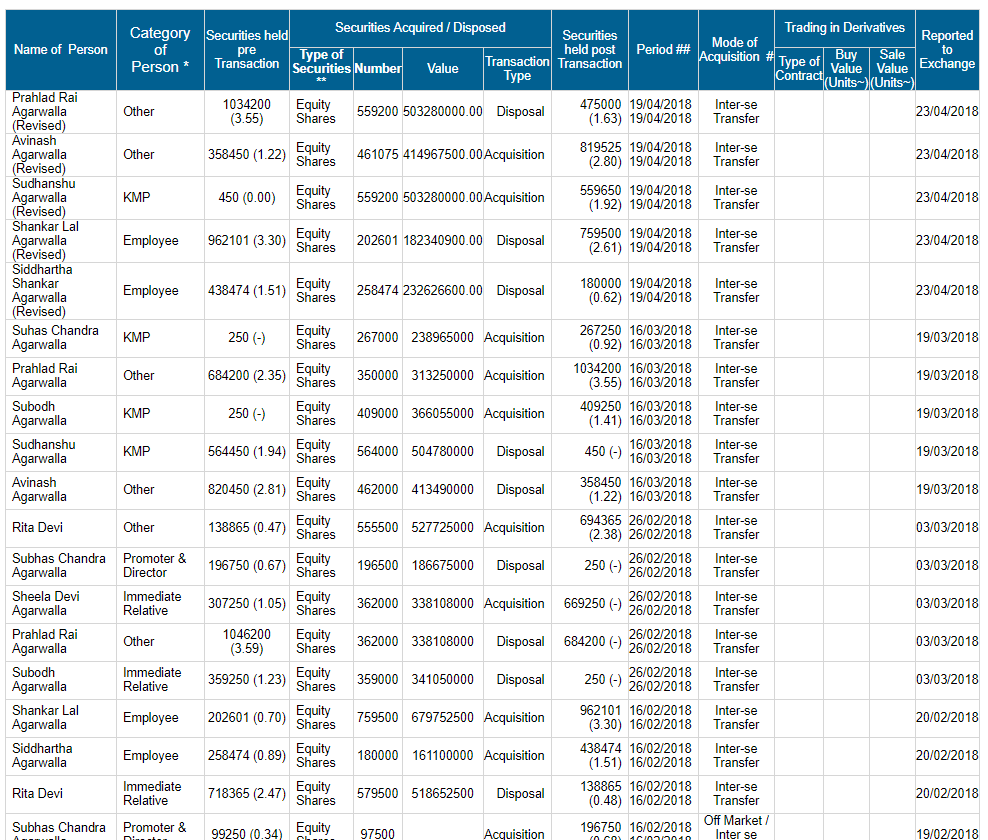 Name of Person Category of Person * Securities held pre Transaction Securities Acquired / Disposed Securities held post Transaction Period ## Mode of Acquisition # Trading in Derivatives Reported to Exchange
Type of Securities ** Number Value Transaction Type Type of Contract Buy Value (Units~) Sale Value (Units~)
Prahlad Rai Agarwalla (Revised) Other 1034200 (3.55) Equity Shares 559200 503280000.00 Disposal 475000 (1.63) 19/04/2018 19/04/2018 Inter-se Transfer 23/04/2018
Avinash Agarwalla (Revised) Other 358450 (1.22) Equity Shares 461075 414967500.00 Acquisition 819525 (2.80) 19/04/2018 19/04/2018 Inter-se Transfer 23/04/2018
Sudhanshu Agarwalla (Revised) KMP 450 (0.00) Equity Shares 559200 503280000.00 Acquisition 559650 (1.92) 19/04/2018 19/04/2018 Inter-se Transfer 23/04/2018
Shankar Lal Agarwalla (Revised) Employee 962101 (3.30) Equity Shares 202601 182340900.00 Disposal 759500 (2.61) 19/04/2018 19/04/2018 Inter-se Transfer 23/04/2018
Siddhartha Shankar Agarwalla (Revised) Employee 438474 (1.51) Equity Shares 258474 232626600.00 Disposal 180000 (0.62) 19/04/2018 19/04/2018 Inter-se Transfer 23/04/2018
Suhas Chandra Agarwalla KMP 250 (-) Equity Shares 267000 238965000 Acquisition 267250 (0.92) 16/03/2018 16/03/2018 Inter-se Transfer 19/03/2018
Prahlad Rai Agarwalla Other 684200 (2.35) Equity Shares 350000 313250000 Acquisition 1034200 (3.55) 16/03/2018 16/03/2018 Inter-se Transfer 19/03/2018
Subodh Agarwalla KMP 250 (-) Equity Shares 409000 366055000 Acquisition 409250 (1.41) 16/03/2018 16/03/2018 Inter-se Transfer 19/03/2018
Sudhanshu Agarwalla KMP 564450 (1.94) Equity Shares 564000 504780000 Disposal 450 (-) 16/03/2018 16/03/2018 Inter-se Transfer 19/03/2018
Avinash Agarwalla Other 820450 (2.81) Equity Shares 462000 413490000 Disposal 358450 (1.22) 16/03/2018 16/03/2018 Inter-se Transfer 19/03/2018
Rita Devi Other 138865 (0.47) Equity Shares 555500 527725000 Acquisition 694365 (2.38) 26/02/2018 26/02/2018 Inter-se Transfer 03/03/2018
Subhas Chandra Agarwalla Promoter & Director 196750 (0.67) Equity Shares 196500 186675000 Disposal 250 (-) 26/02/2018 26/02/2018 Inter-se Transfer 03/03/2018
Sheela Devi Agarwalla Immediate Relative 307250 (1.05) Equity Shares 362000 338108000 Acquisition 669250 (-) 26/02/2018 26/02/2018 Inter-se Transfer 03/03/2018
Prahlad Rai Agarwalla Other 1046200 (3.59) Equity Shares 362000 338108000 Disposal 684200 (-) 26/02/2018 26/02/2018 Inter-se Transfer 03/03/2018
Subodh Agarwalla Immediate Relative 359250 (1.23) Equity Shares 359000 341050000 Disposal 250 (-) 26/02/2018 26/02/2018 Inter-se Transfer 03/03/2018
Shankar Lal Agarwalla Employee 202601 (0.70) Equity Shares 759500 679752500 Acquisition 962101 (3.30) 16/02/2018 16/02/2018 Inter-se Transfer 20/02/2018
Siddhartha Agarwalla Employee 258474 (0.89) Equity Shares 180000 161100000 Acquisition 438474 (1.51) 16/02/2018 16/02/2018 Inter-se Transfer 20/02/2018
Rita Devi Immediate Relative 718365 (2.47) Equity Shares 579500 518652500 Disposal 138865 (0.48) 16/02/2018 16/02/2018 Inter-se Transfer 20/02/2018
Subhas Chandra Agarwalla Promoter & 99250 (0.34) Equity 97500 Acquisition 196750 16/02/2018 Off Market / Inter se 19/02/2018